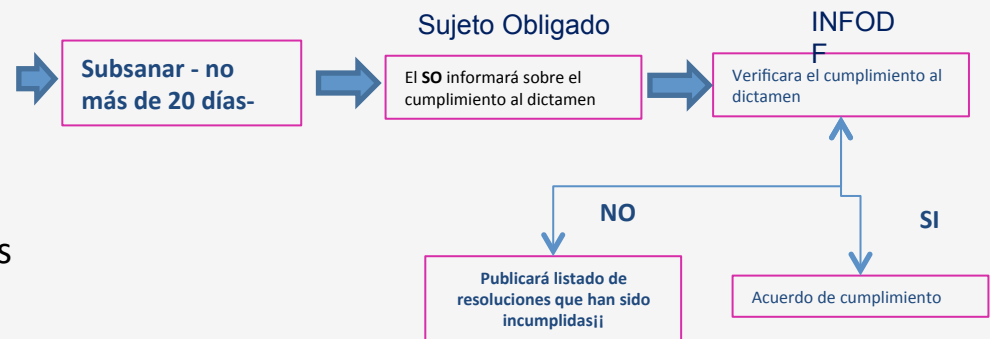 Sujeto Obligado
INFOD
F
Subsanar - no
más de 20 días-
El SO informará sobre el
cumplimiento al dictamen
Verificara el cumplimiento al
dictamen
NO
SI
s
Publicará listado de
resoluciones que han sido
incumplidas¡¡
Acuerdo de cumplimiento